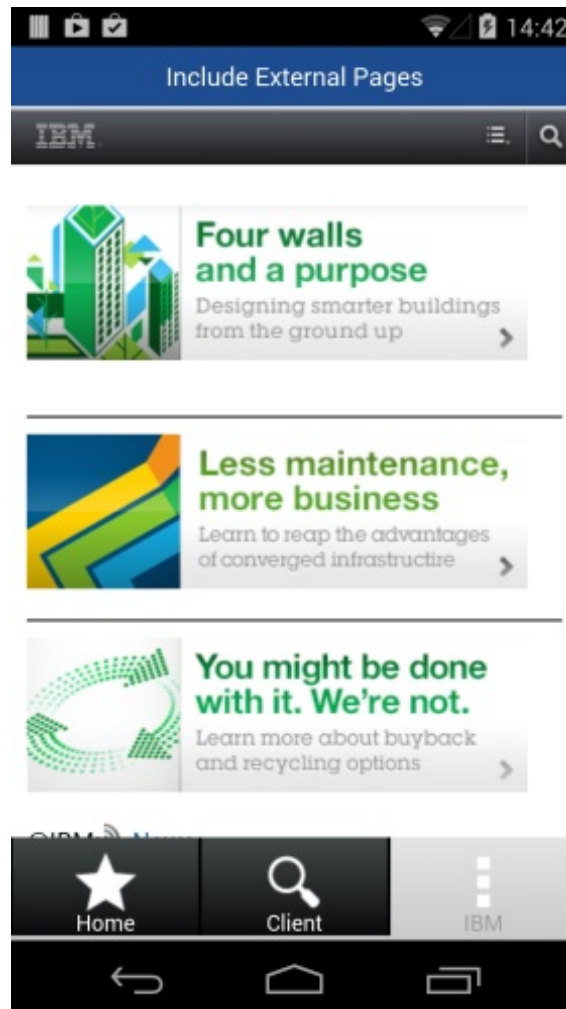 14:42
Include External Pages
IBM
Four walls
and a purpose
Designing smarter buildings
from the ground up
Less maintenance,
more business
Learn to reap the advantages
of converged infrastructire
You might be done
with it. We're not.
Learn more about buyback
and recycling options
Home
Client
IBM